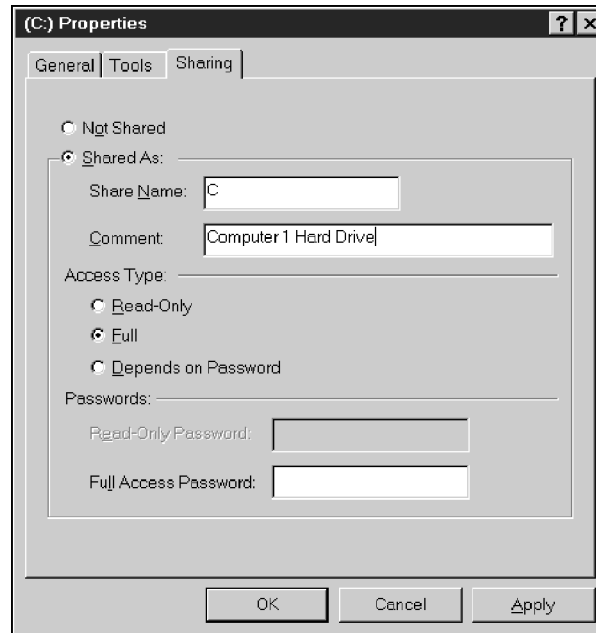 (C:) Properties ? ×
General Tools Sharing
Not Shared
Shared As:
Share Name: C
Comment: Computer 1 Hard Drive
Access Type:
Read-Only
Full
Depends on Password
Passwords:
Read-Only Password:
Full Access Password:
OK Cancel Apply